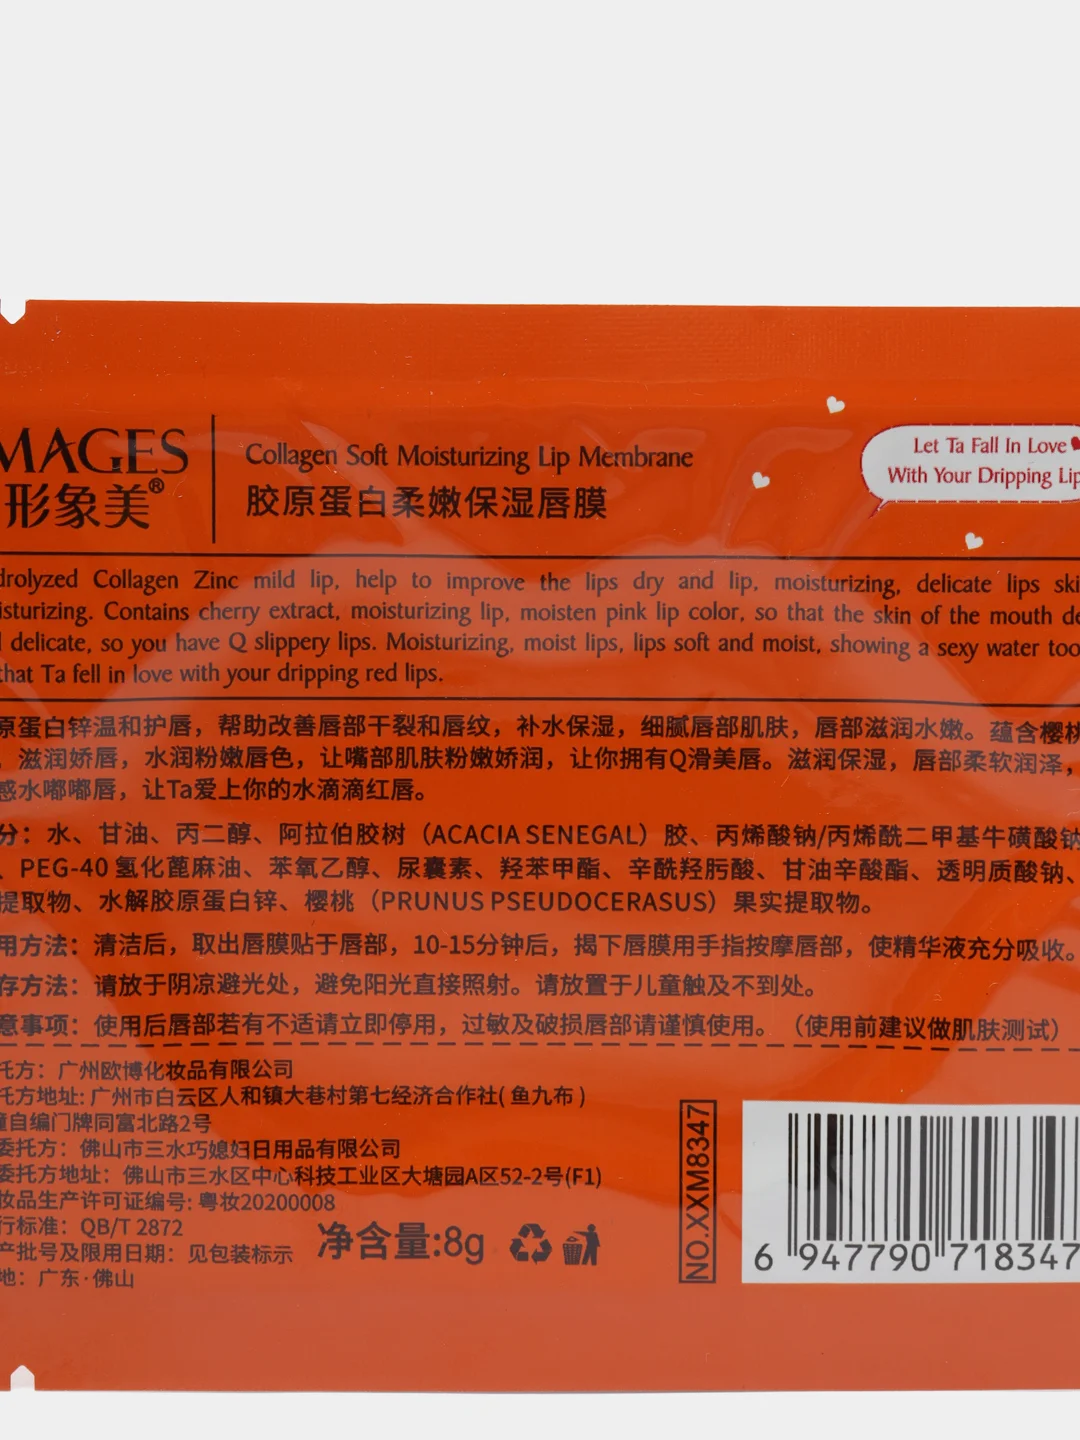 MAGES
形象美®
Collagen Soft Moisturizing Lip Membrane
胶原蛋白柔嫩保湿唇膜
Let Ta Fall In Love
With Your Dripping Lip
drolyzed Collagen Zinc mild lip, help to improve the lips dry and lip, moisturizing, delicate lips ski
isturizing. Contains cherry extract, moisturizing lip, moisten pink lip color, so that the skin of the mouth de
d delicate, so you have Q slippery lips. Moisturizing, moist lips, lips soft and moist, showing a sexy water too
that Ta fell in love with your dripping red lips.
原蛋白锌温和护唇，帮助改善唇部干裂和唇纹，补水保湿，细腻唇部肌肤，唇部滋润水嫩。蕴含樱桃
滋润娇唇，水润粉嫩唇色，让嘴部肌肤粉嫩娇润，让你拥有Q滑美唇。滋润保湿，唇部柔软润泽，
感水嘟嘟唇，让Ta爱上你的水滴滴红唇。
分：水、甘油、丙二醇、阿拉伯胶树（ACACIA SENEGAL）胶、丙烯酸钠/丙烯酰二甲基牛磺酸钠
、PEG-40 氢化蓖麻油、苯氧乙醇、尿囊素、羟苯甲酯、辛酰羟肟酸、甘油辛酸酯、透明质酸钠、
提取物、水解胶原蛋白锌、樱桃（PRUNUS PSEUDOCERASUS）果实提取物。
用方法：清洁后，取出唇膜贴于唇部，10-15分钟后，揭下唇膜用手指按摩唇部，使精华液充分吸收。
存方法：请放于阴凉避光处，避免阳光直接照射。请放置于儿童触及不到处。
意事项：使用后唇部若有不适请立即停用，过敏及破损唇部请谨慎使用。（使用前建议做肌肤测试）
托方：广州欧博化妆品有限公司
托方地址: 广州市白云区人和镇大巷村第七经济合作社( 鱼九布 )
自编门牌同富北路2号
委托方：佛山市三水巧媳妇日用品有限公司
委托方地址：佛山市三水区中心科技工业区大塘园A区52-2号(F1)
妆品生产许可证编号: 粤妆20200008
行标准：QB/T 2872
产批号及限用日期：见包装标示
地：广东·佛山
净含量:8g
NO.XXM8347
6 947790 718347